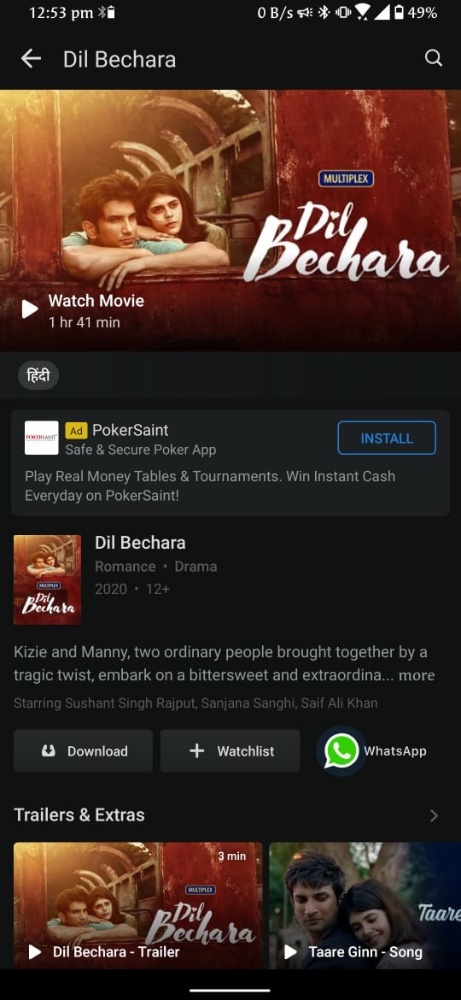 12:53 pm
0 B/s 49%
Dil Bechara
MULTIPLEX
Dil
Bechara
Watch Movie
1 hr 41 min
हिंदी
POKERSAINT
Ad PokerSaint
Safe & Secure Poker App
INSTALL
Play Real Money Tables & Tournaments. Win Instant Cash
Everyday on PokerSaint!
MULTIPLEX
Dil
Bechara
Dil Bechara
Romance • Drama
2020 • 12+
Kizie and Manny, two ordinary people brought together by a
tragic twist, embark on a bittersweet and extraordina... more
Starring Sushant Singh Rajput, Sanjana Sanghi, Saif Ali Khan
Download
Watchlist
WhatsApp
Trailers & Extras
3 min
MULTIPLEX
Dil
Bechara
Dil Bechara - Trailer
Taare
Taare Ginn - Song